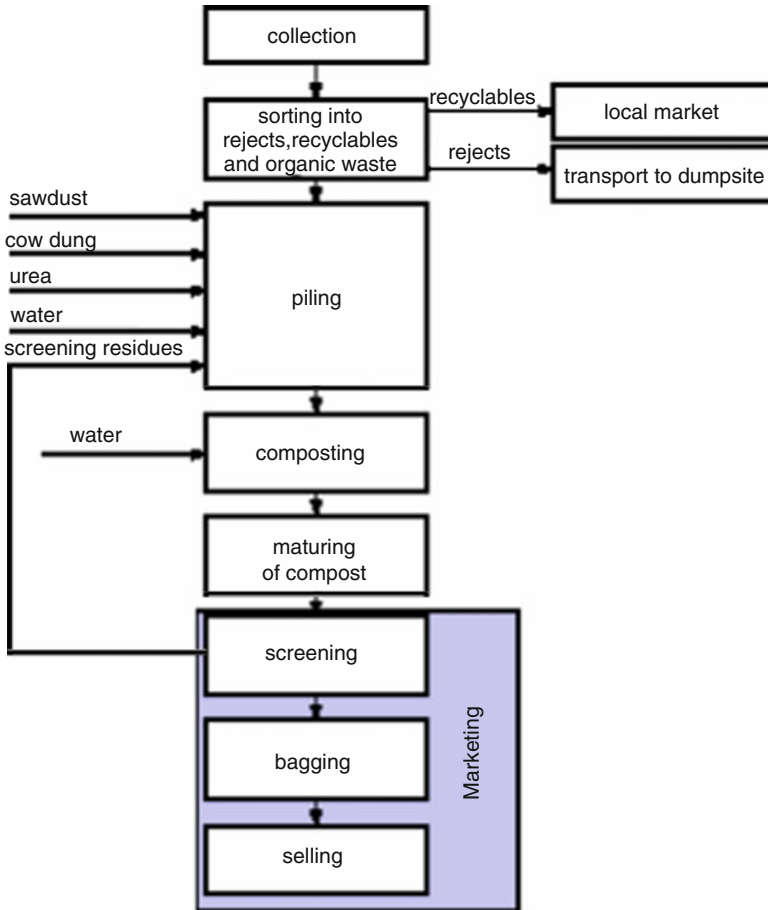 collection
sorting into
rejects,recyclables
and organic waste
recyclables
local market
rejects
transport to dumpsite
sawdust
cow dung
urea
water
screening residues
piling
water
composting
maturing
of compost
screening
Marketing
bagging
selling